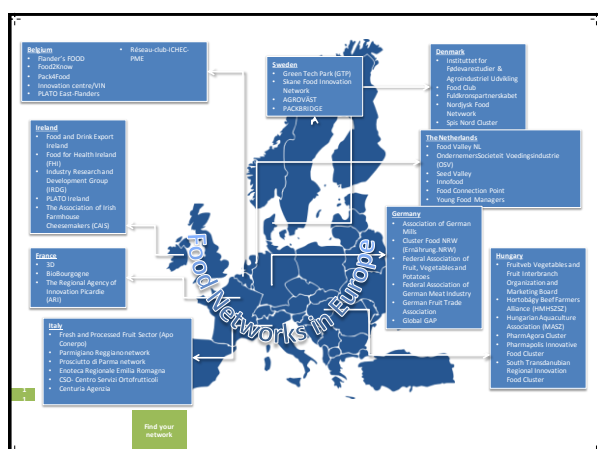 Belgium
• Flander's FOOD
• Food2Know
• Pack4Food
• Innovation centre/VIN
• PLATO East-Flanders
• Réseau-club-ICHEC-
PME
Sweden
• Green Tech Park (GTP)
• Skane Food Innovation
Network
• AGROVÄST
• PACKBRIDGE
Denmark
• Instituttet for
Fødevarestudier &
Agroindustriel Udvikling
• Food Club
• Fuldkronpartnerskabet
• Nordjysk Food
Network
• Spis Nord Cluster
Ireland
• Food and Drink Export
Ireland
• Food for Health Ireland
(FHI)
• Industry Research and
Development Group
(IRDG)
• PLATO Ireland
• The Association of Irish
Farmhouse
Cheesemakers (CAIS)
The Netherlands
• Food Valley NL
• OndernemersSocieteit Voedingsindustrie
(OSV)
• Seed Valley
• Innofood
• Food Connection Point
• Young Food Managers
Germany
• Association of German
Mills
• Cluster Food NRW
(Ernährung.NRW)
• Federal Association of
Fruit, Vegetables and
Potatoes
• Federal Association of
German Meat Industry
• German Fruit Trade
Association
• Global GAP
Hungary
• Fruitveb Vegetables and
Fruit Interbranch
Organization and
Marketing Board
• Hortobágy Beef Farmers
Alliance (HMHSZSZ)
• Hungarian Aquaculture
Association (MASZ)
• PharmAgora Cluster
• Pharmapolis Innovative
Food Cluster
• South Transdanubian
Regional Innovation
Food Cluster
France
• 3D
• BioBourgogne
• The Regional Agency of
Innovation Picardie
(ARI)
Food Networks in Europe
Italy
• Fresh and Processed Fruit Sector (Apo
Conerpo)
• Parmigiano Reggiano network
• Prosciutto di Parma network
• Enoteca Regionale Emilia Romagna
• CSO- Centro Servizi Ortofrutticoli
• Centuria Agenzia
1
1
Find your
network